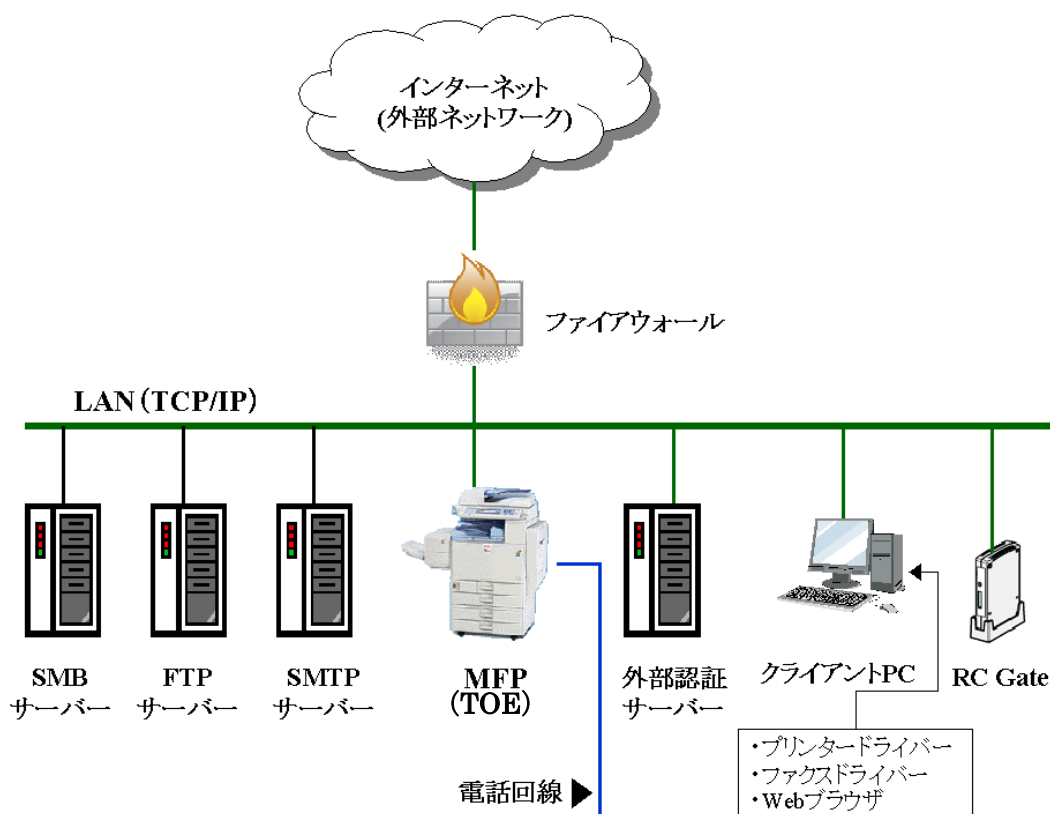 インターネット
(外部ネットワーク)
ファイアウォール
LAN(TCP/IP)
SMB
サーバー
FTP
サーバー
SMTP
サーバー
MFP
(TOE)
外部認証
サーバー
クライアントPC
RC Gate
・プリンタードライバー
・ファクスドライバー
・Webブラウザ
電話回線